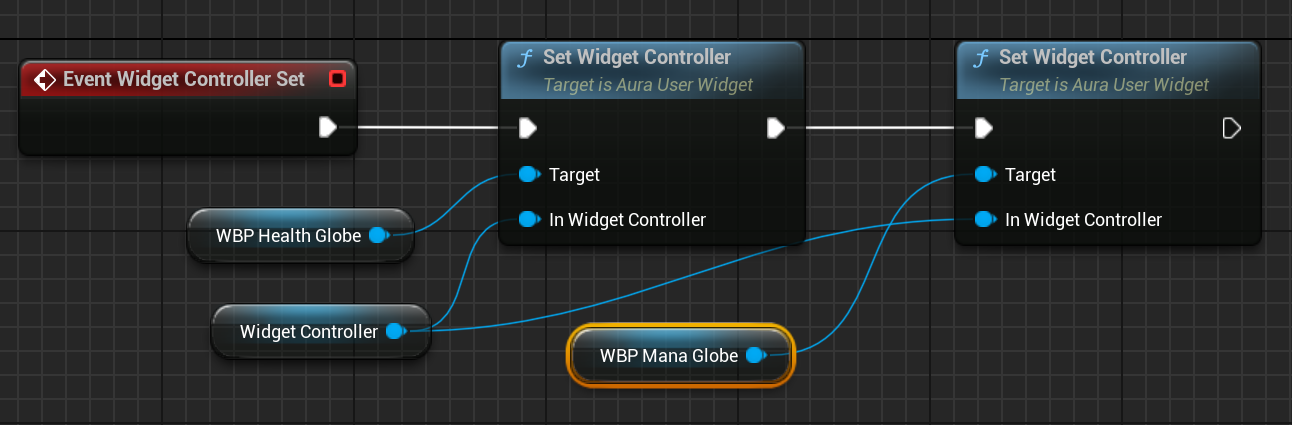 Event Widget Controller Set
Set Widget Controller
Target is Aura User Widget
Target
In Widget Controller
Set Widget Controller
Target is Aura User Widget
Target
In Widget Controller
WBP Health Globe
Widget Controller
WBP Mana Globe